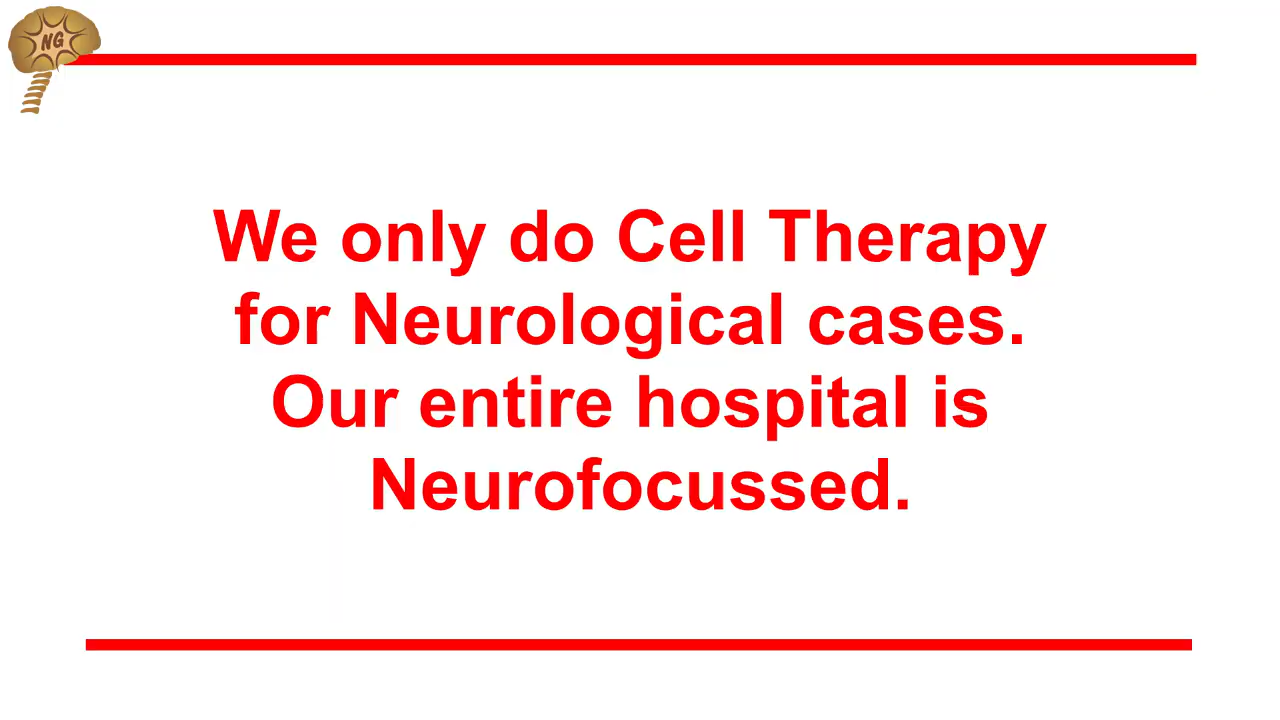 NG
We only do Cell Therapy
for Neurological cases.
Our entire hospital is
Neurofocussed.